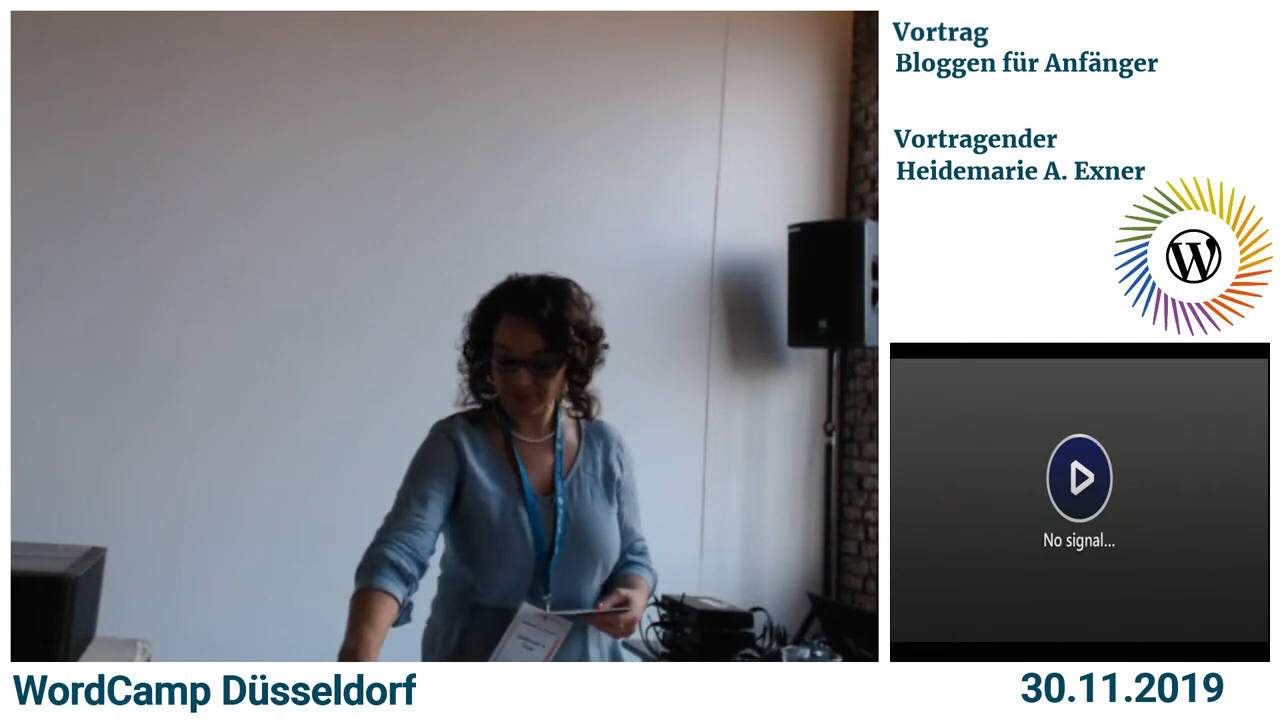 Vortrag
Bloggen für Anfänger
Vortragender
Heidemarie A. Exner
W
No signal...
WordCamp Düsseldorf
30.11.2019